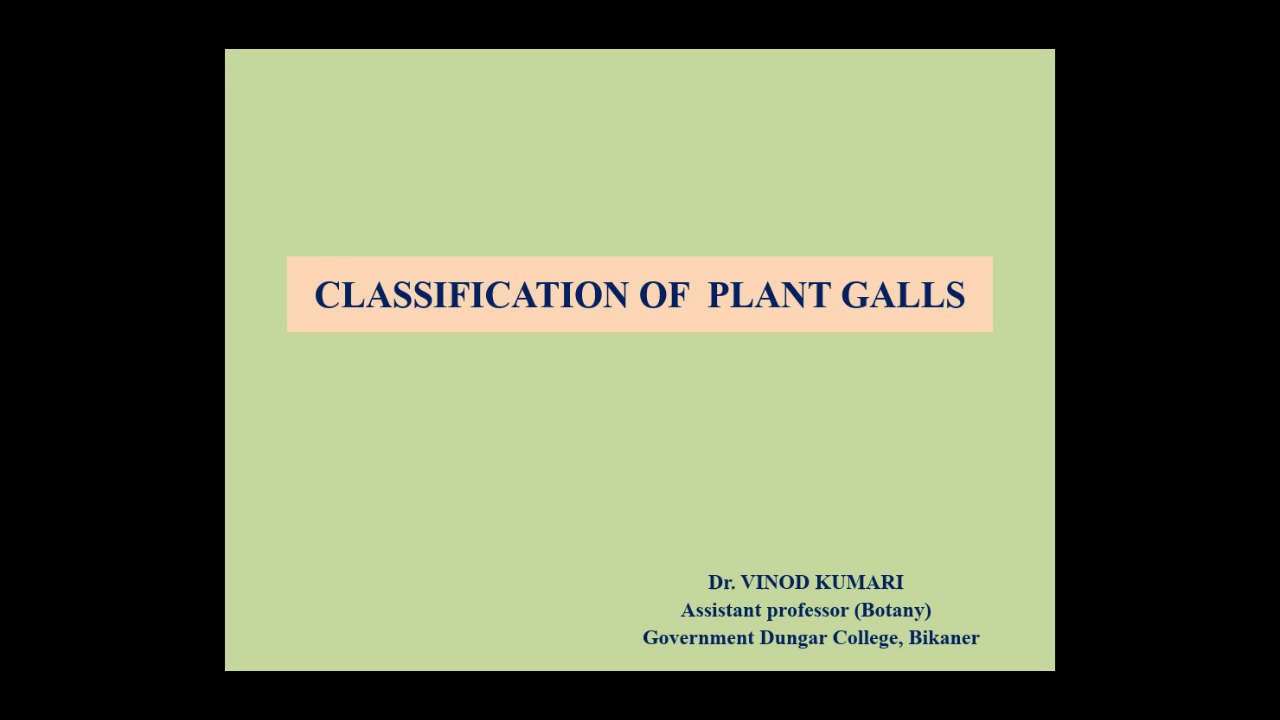 CLASSIFICATION OF  PLANT GALLS
Dr. VINOD KUMARI
Assistant professor (Botany)
Government Dungar College, Bikaner